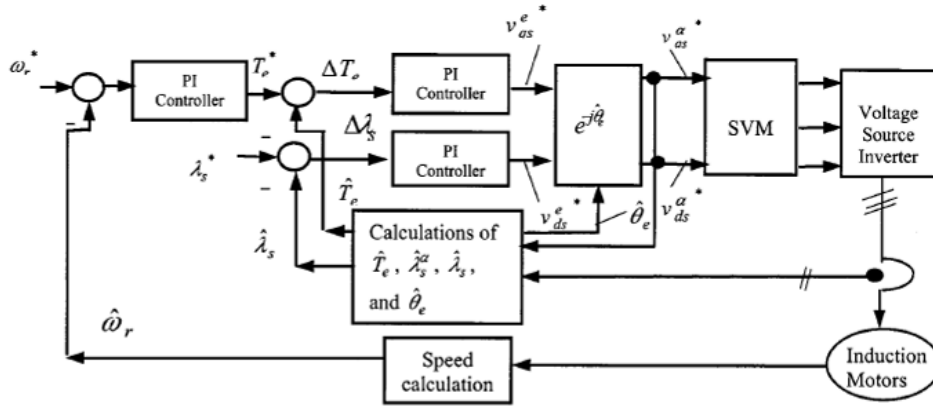 ω_r^*
PI
Controller
T_e^*
ΔT_e
PI
Controller
v_qs^e *
e^{-jθ̂_e}
v_as^α *
SVM
Voltage
Source
Inverter
λ_s^*
Δλ_s
PI
Controller
v_ds^e *
v_ds^α *
T̂_e
θ̂_e
λ̂_s
Calculations of
T̂_e , λ̂_s^α , λ̂_s ,
and θ̂_e
ω̂_r
Speed
calculation
Induction
Motors